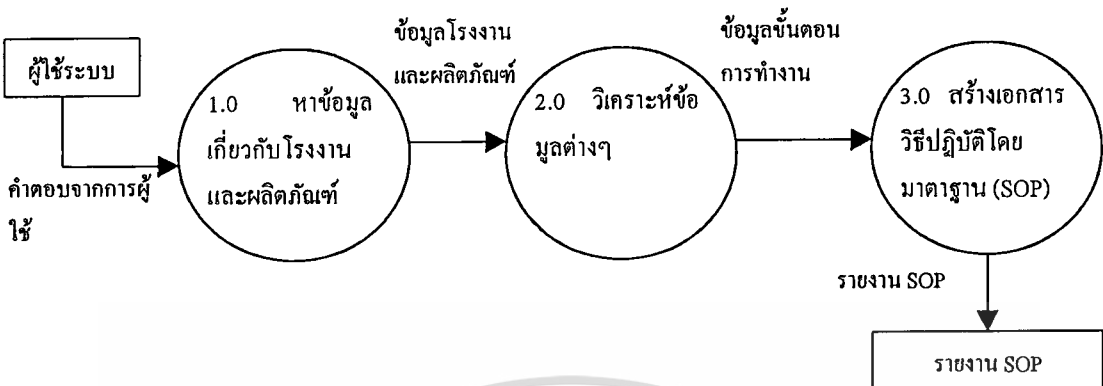 ผู้ใช้ระบบ
คำตอบจากการผู้
ใช้
1.0 หาข้อมูล
เกี่ยวกับโรงงาน
และผลิตภัณฑ์
ข้อมูลโรงงาน
และผลิตภัณฑ์
2.0 วิเคราะห์ข้อ
มูลต่างๆ
ข้อมูลขั้นตอน
การทำงาน
3.0 สร้างเอกสาร
วิธีปฏิบัติโดย
มาตาฐาน (SOP)
รายงาน SOP
รายงาน SOP